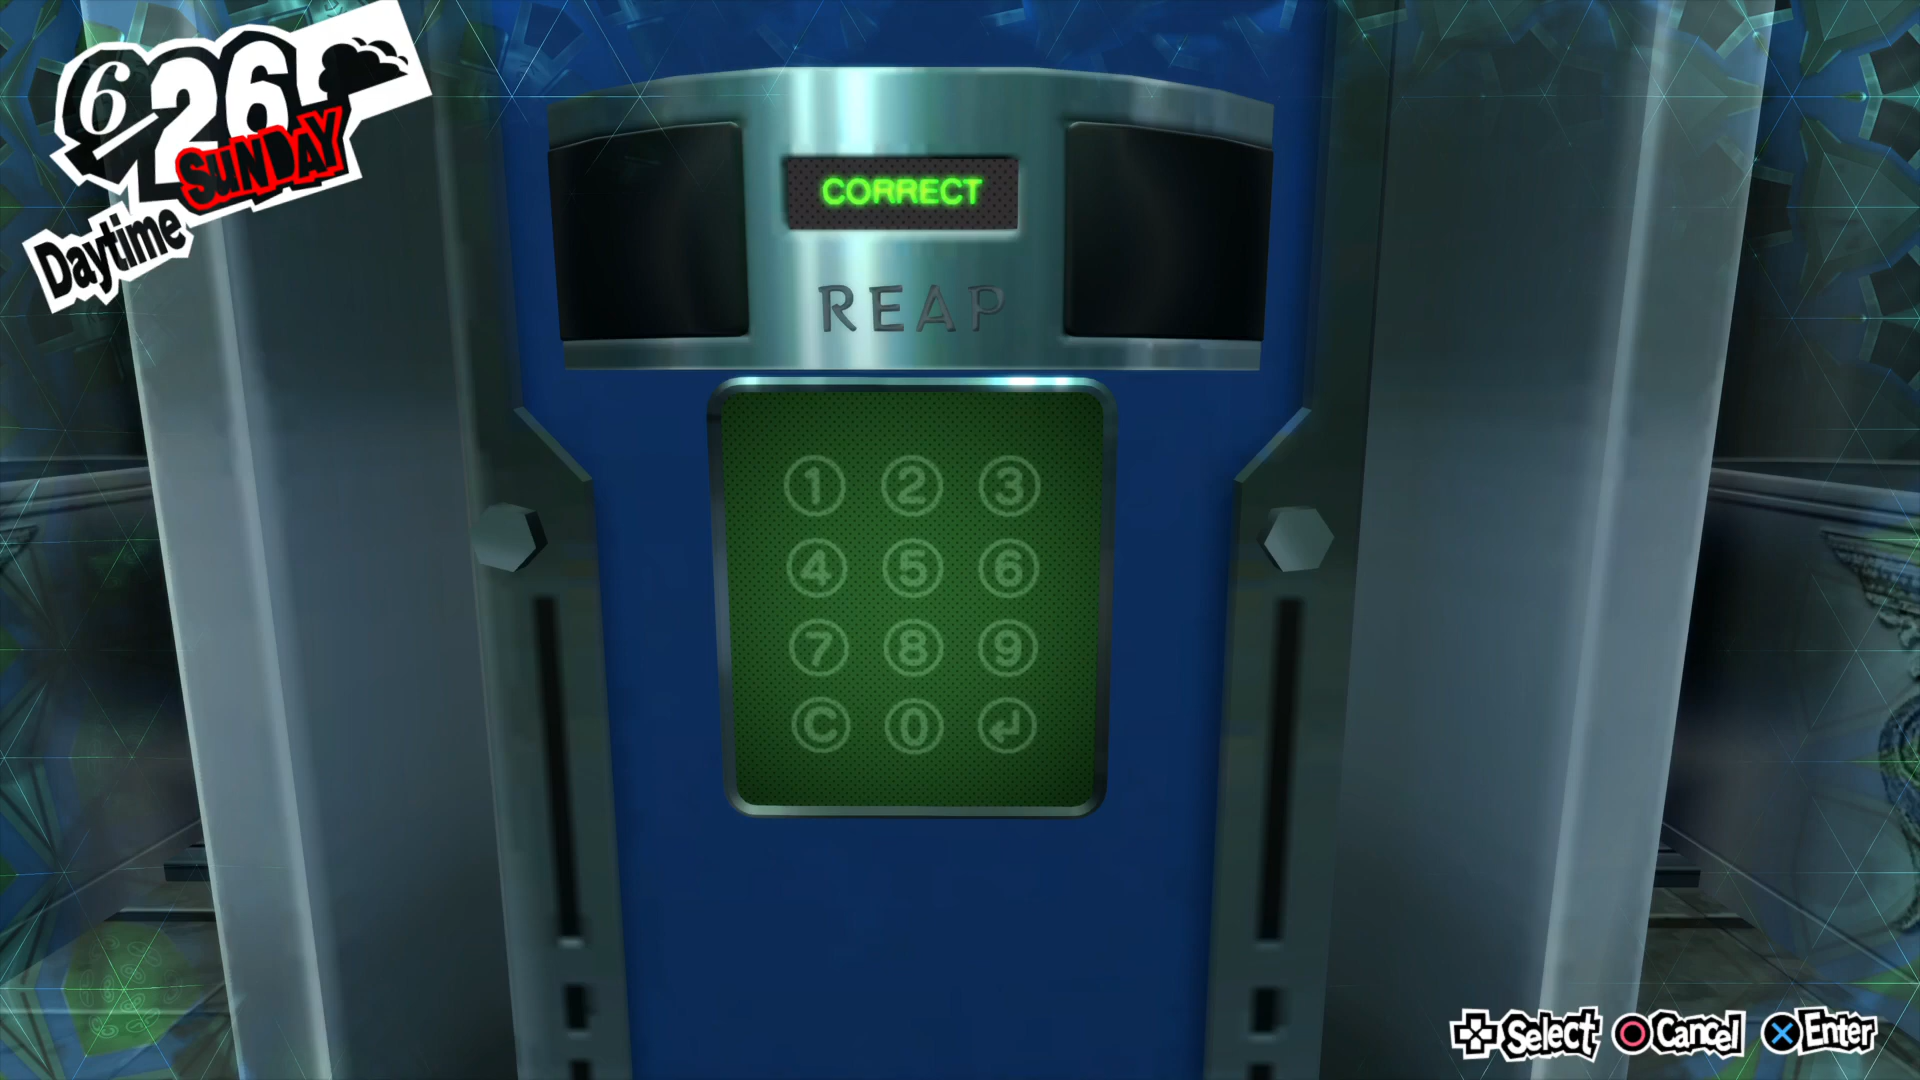 6/26
SUNDAY
Daytime
CORRECT
REAP
1 2 3
4 5 6
7 8 9
C 0 ↵
Select Cancel Enter